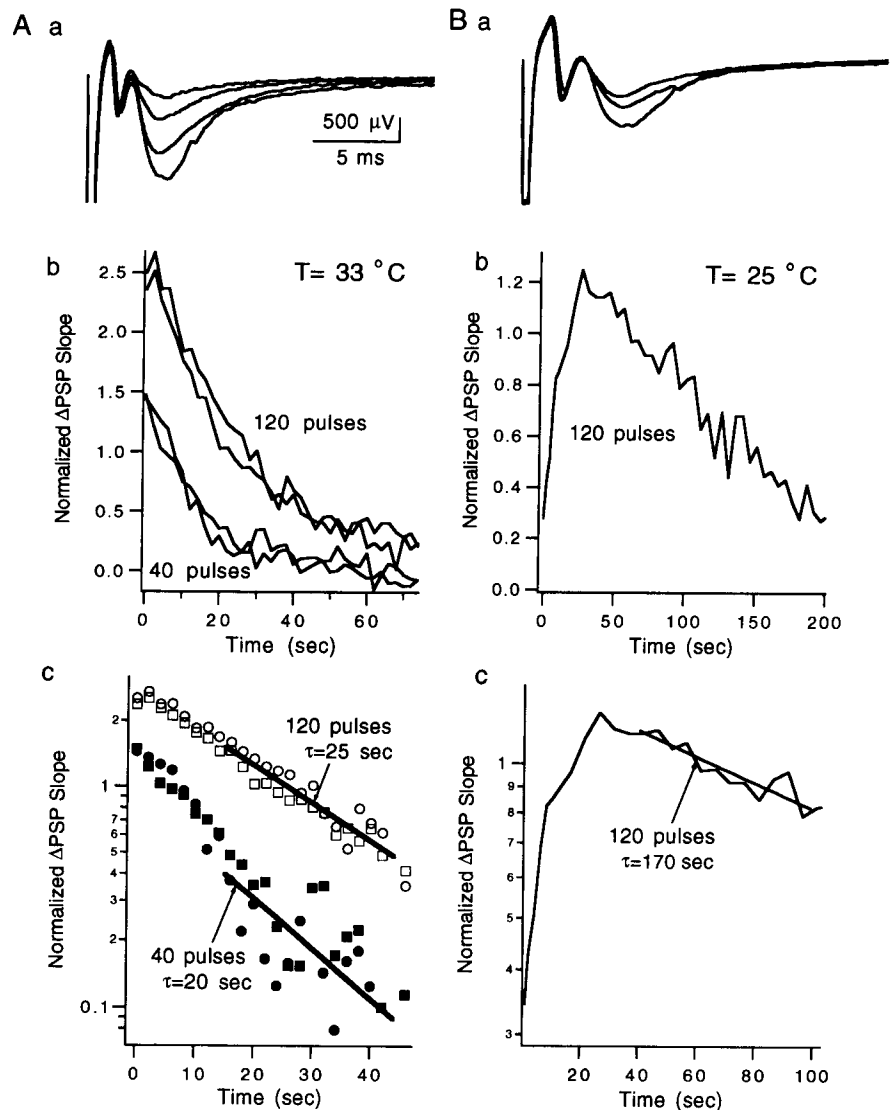 A a
500 µV
5 ms
B a
b
T= 33 °C
Normalized ΔPSP Slope
2.5
2.0
1.5
1.0
0.5
0.0
120 pulses
40 pulses
0 20 40 60
Time (sec)
b
T= 25 °C
Normalized ΔPSP Slope
1.2
1.0
0.8
0.6
0.4
0.2
0.0
120 pulses
0 50 100 150 200
Time (sec)
c
Normalized ΔPSP Slope
2
1
8
7
6
5
4
3
2
0.1
120 pulses
τ=25 sec
40 pulses
τ=20 sec
0 10 20 30 40
Time (sec)
c
Normalized ΔPSP Slope
1
9
8
7
6
5
4
3
120 pulses
τ=170 sec
20 40 60 80 100
Time (sec)